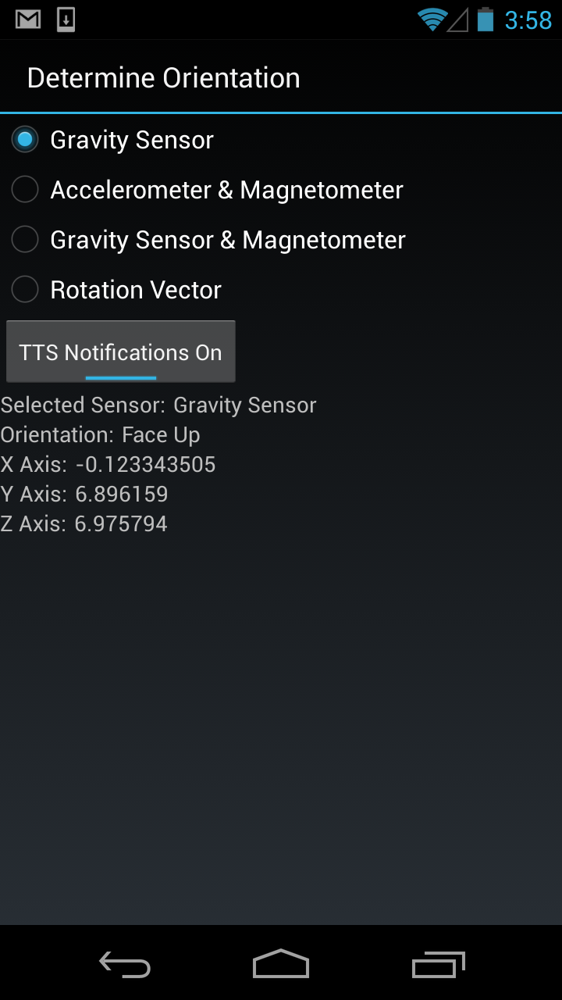 3:58
Determine Orientation
Gravity Sensor
Accelerometer & Magnetometer
Gravity Sensor & Magnetometer
Rotation Vector
TTS Notifications On
Selected Sensor: Gravity Sensor
Orientation: Face Up
X Axis: -0.123343505
Y Axis: 6.896159
Z Axis: 6.975794